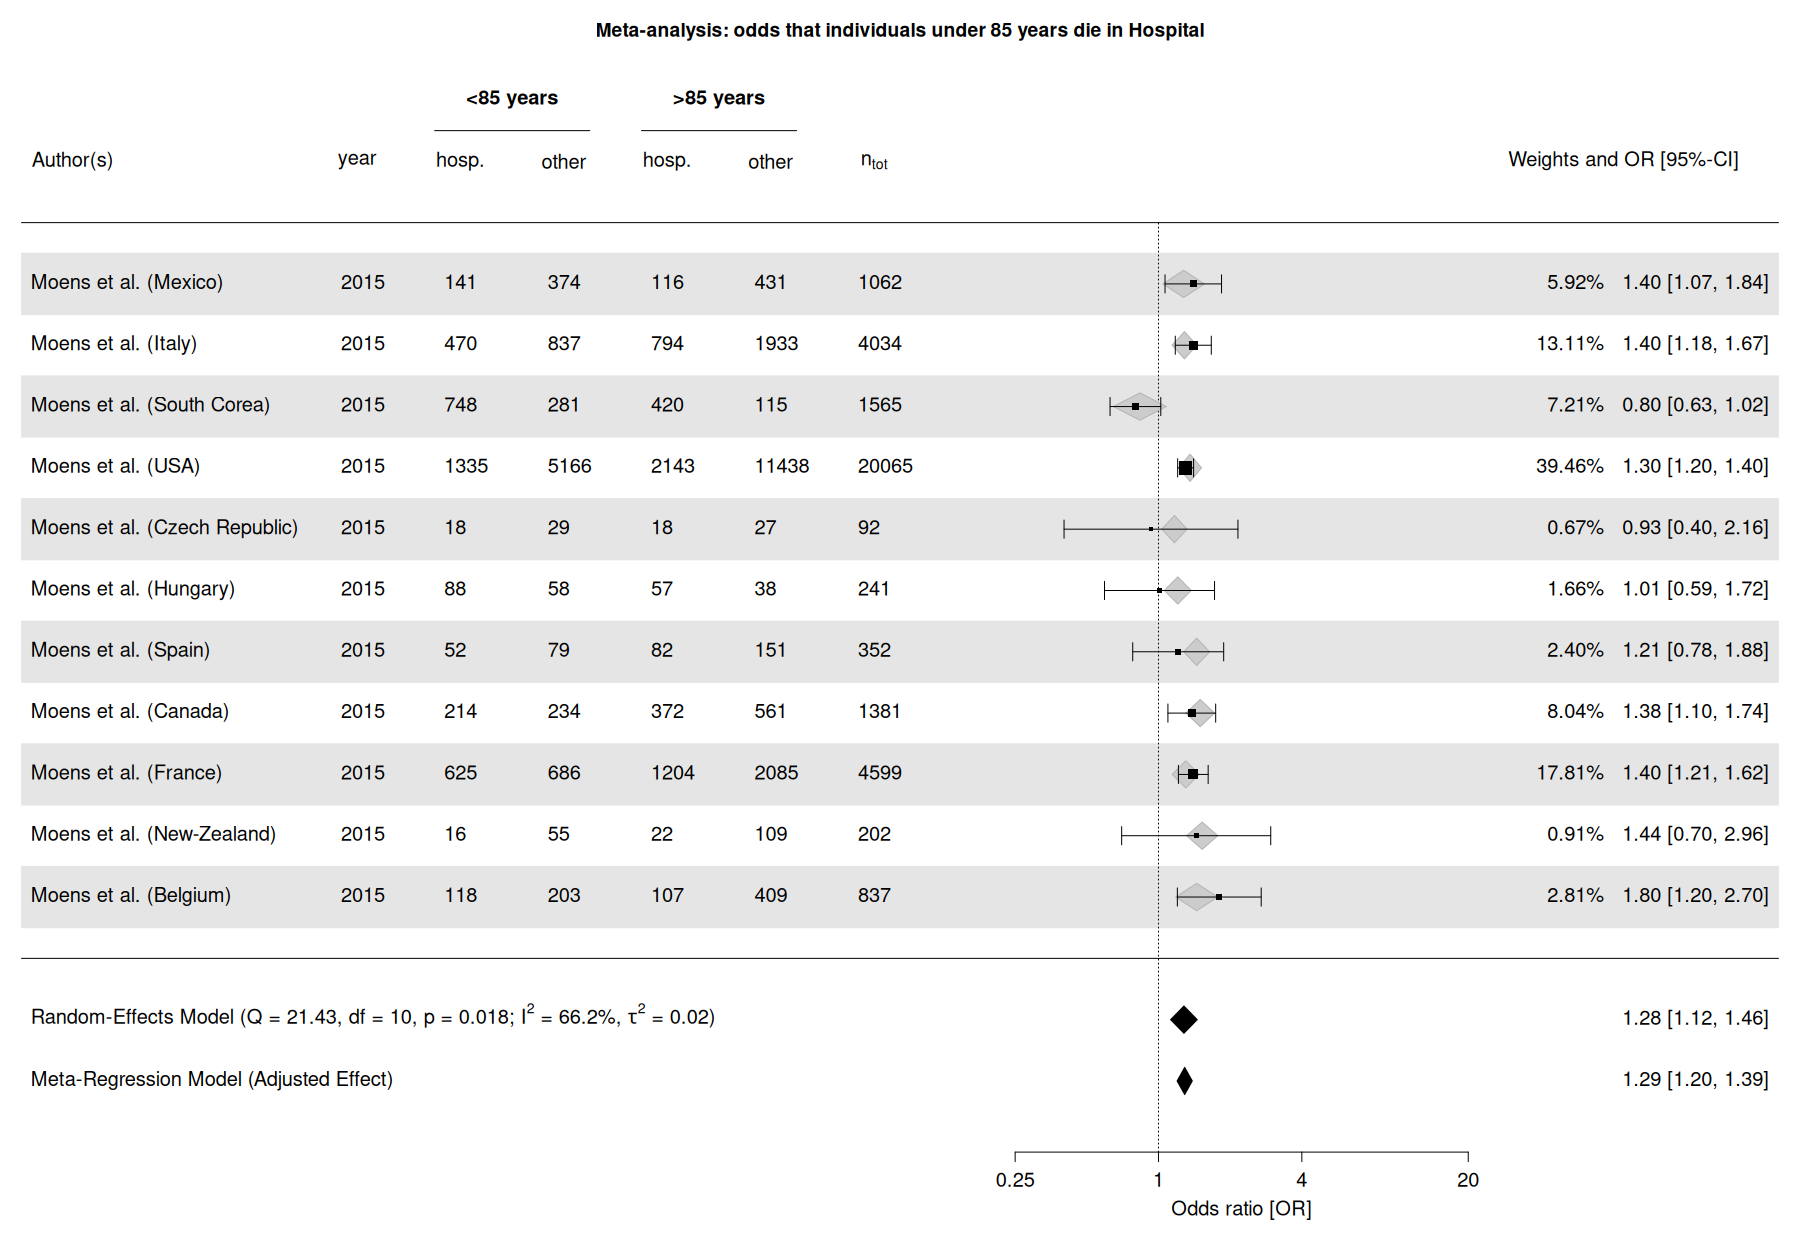 Meta-analysis: odds that individuals under 85 years die in Hospital
<85 years >85 years
Author(s) year hosp. other hosp. other ntot Weights and OR [95%-CI]
Moens et al. (Mexico) 2015 141 374 116 431 1062 5.92% 1.40 [1.07, 1.84]
Moens et al. (Italy) 2015 470 837 794 1933 4034 13.11% 1.40 [1.18, 1.67]
Moens et al. (South Corea) 2015 748 281 420 115 1565 7.21% 0.80 [0.63, 1.02]
Moens et al. (USA) 2015 1335 5166 2143 11438 20065 39.46% 1.30 [1.20, 1.40]
Moens et al. (Czech Republic) 2015 18 29 18 27 92 0.67% 0.93 [0.40, 2.16]
Moens et al. (Hungary) 2015 88 58 57 38 241 1.66% 1.01 [0.59, 1.72]
Moens et al. (Spain) 2015 52 79 82 151 352 2.40% 1.21 [0.78, 1.88]
Moens et al. (Canada) 2015 214 234 372 561 1381 8.04% 1.38 [1.10, 1.74]
Moens et al. (France) 2015 625 686 1204 2085 4599 17.81% 1.40 [1.21, 1.62]
Moens et al. (New-Zealand) 2015 16 55 22 109 202 0.91% 1.44 [0.70, 2.96]
Moens et al. (Belgium) 2015 118 203 107 409 837 2.81% 1.80 [1.20, 2.70]
Random-Effects Model (Q = 21.43, df = 10, p = 0.018; I² = 66.2%, τ² = 0.02) 1.28 [1.12, 1.46]
Meta-Regression Model (Adjusted Effect) 1.29 [1.20, 1.39]
0.25 1 4 20
Odds ratio [OR]